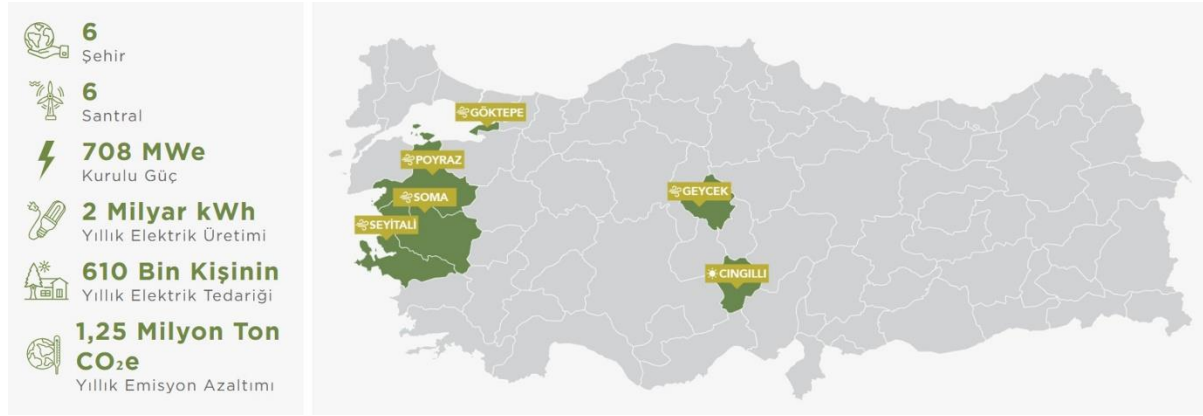 6
Şehir
6
Santral
708 MWe
Kurulu Güç
2 Milyar kWh
Yıllık Elektrik Üretimi
610 Bin Kişinin
Yıllık Elektrik Tedariği
1,25 Milyon Ton
CO₂e
Yıllık Emisyon Azaltımı
GÖKTEPE
POYRAZ
SOMA
SEYİTALİ
GEYCEK
CINGILLI